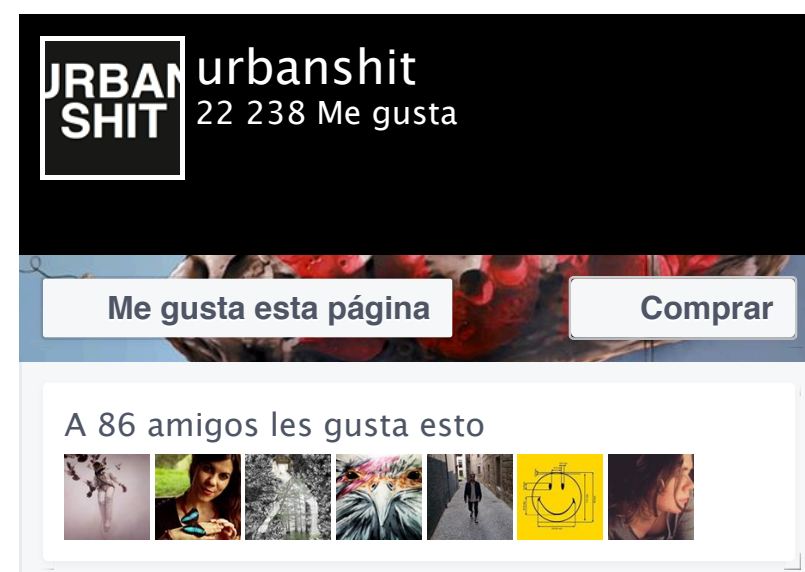 URBAN
SHIT
urbanshit
22 238 Me gusta
Me gusta esta página
Comprar
A 86 amigos les gusta esto